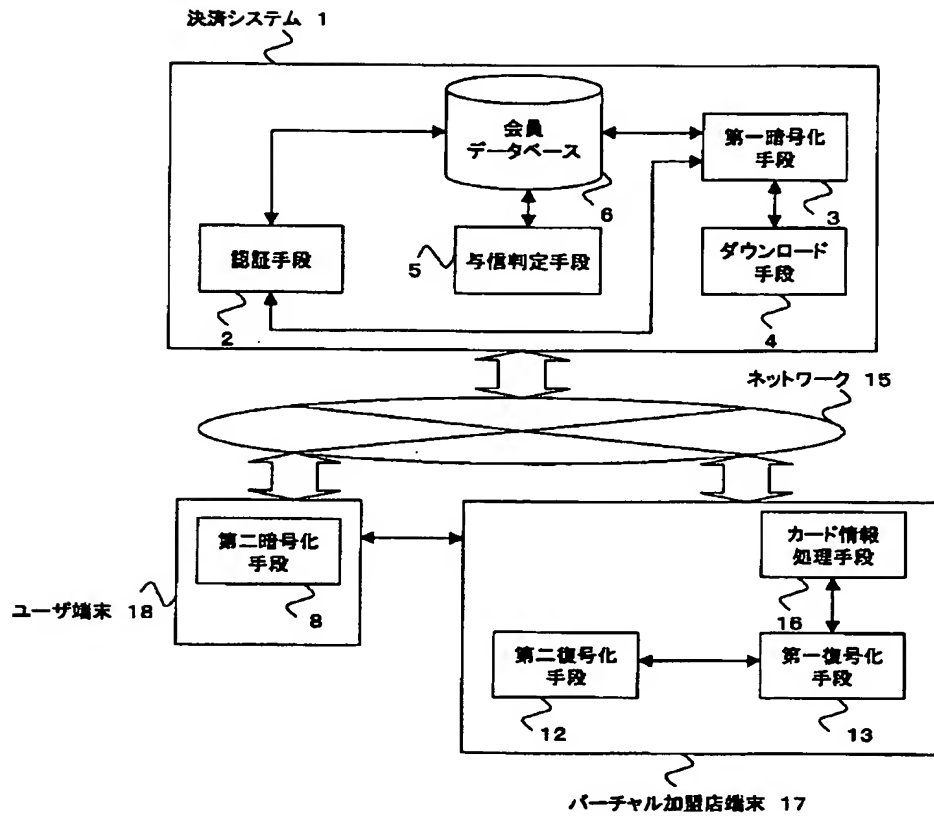 決済システム 1
会員
データベース
6
第一暗号化
手段
3
認証手段
2
5
与信判定手段
ダウンロード
手段
4
ネットワーク 15
第二暗号化
手段
8
ユーザ端末 18
カード情報
処理手段
16
第二復号化
手段
12
第一復号化
手段
13
バーチャル加盟店端末 17